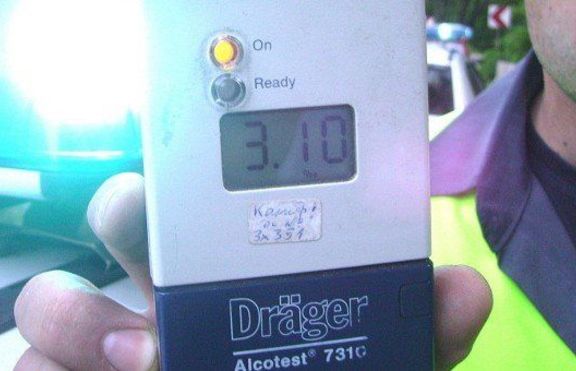 On
Ready
3.10
‰
Dräger
Alcotest® 7310